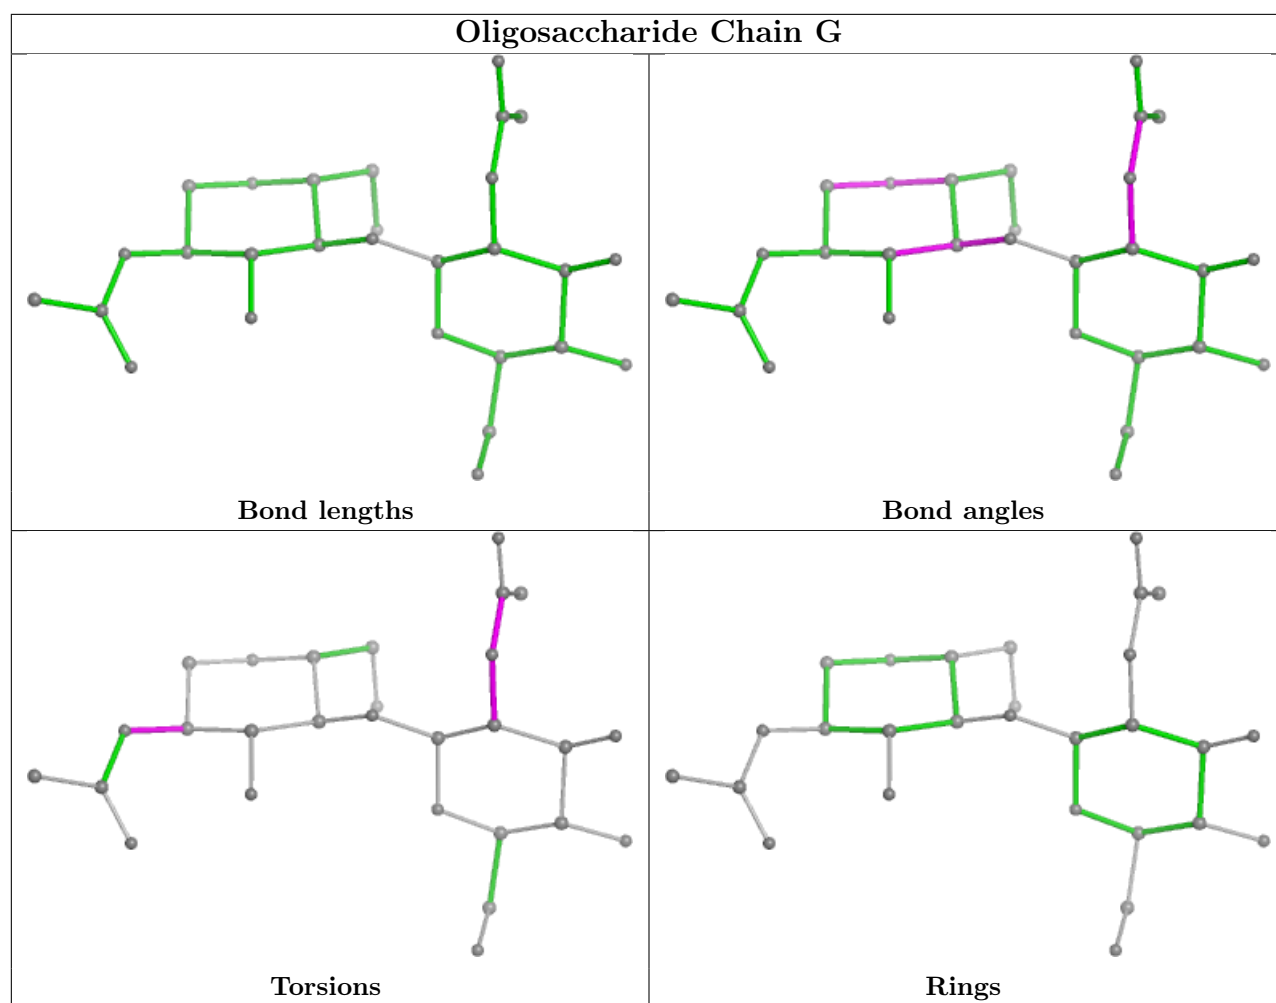 Oligosaccharide Chain G
Bond lengths
Bond angles
Torsions
Rings